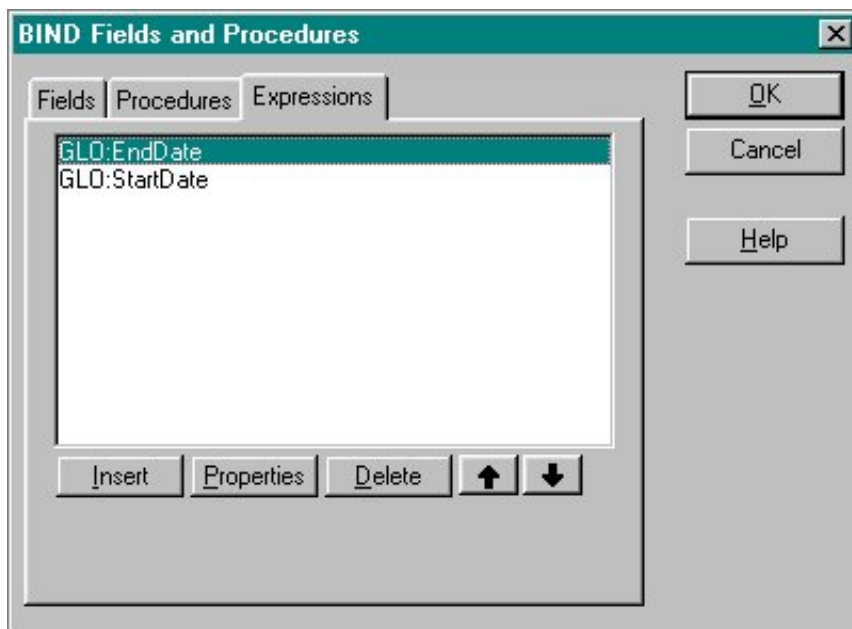 BIND Fields and Procedures
Fields Procedures Expressions
GLO:EndDate
GLO:StartDate
Insert Properties Delete
OK
Cancel
Help